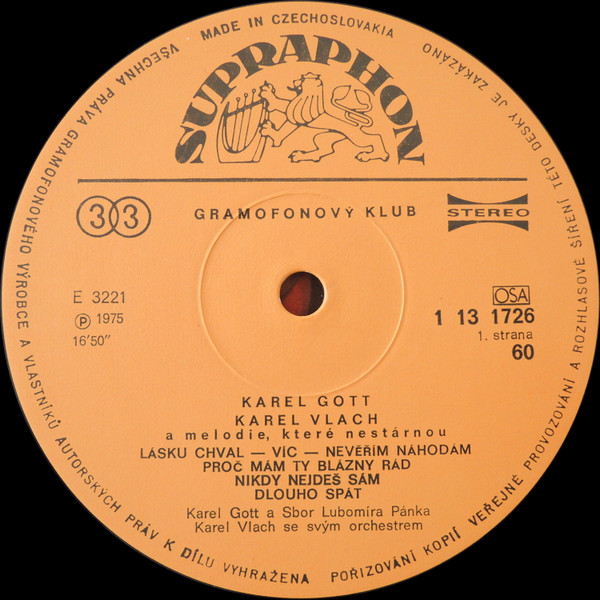 MADE IN CZECHOSLOVAKIA
VŠECHNA PRÁVA GRAMOFONOVÉHO VÝROBCE A VLASTNÍKŮ AUTORSKÝCH PRÁV K DÍLU VYHRAŽENA
POŘIZOVÁNÍ KOPIÍ VEŘEJNÉ PROVOZOVÁNÍ A ROZHLASOVÉ ŠÍŘENÍ TÉTO DESKY JE ZAKÁZÁNO
SUPRAPHON
33
GRAMOFONOVÝ KLUB
STEREO
E 3221
OSA
℗ 1975
1 13 1726
16'50"
1. strana
60
KAREL GOTT
KAREL VLACH
a melodie, které nestárnou
LÁSKU CHVAL — VÍC — NEVĚŘÍM NÁHODÁM
PROČ MÁM TY BLÁZNY RÁD
NIKDY NEJDEŠ SÁM
DLOUHO SPÁT
Karel Gott a Sbor Lubomíra Pánka
Karel Vlach se svým orchestrem